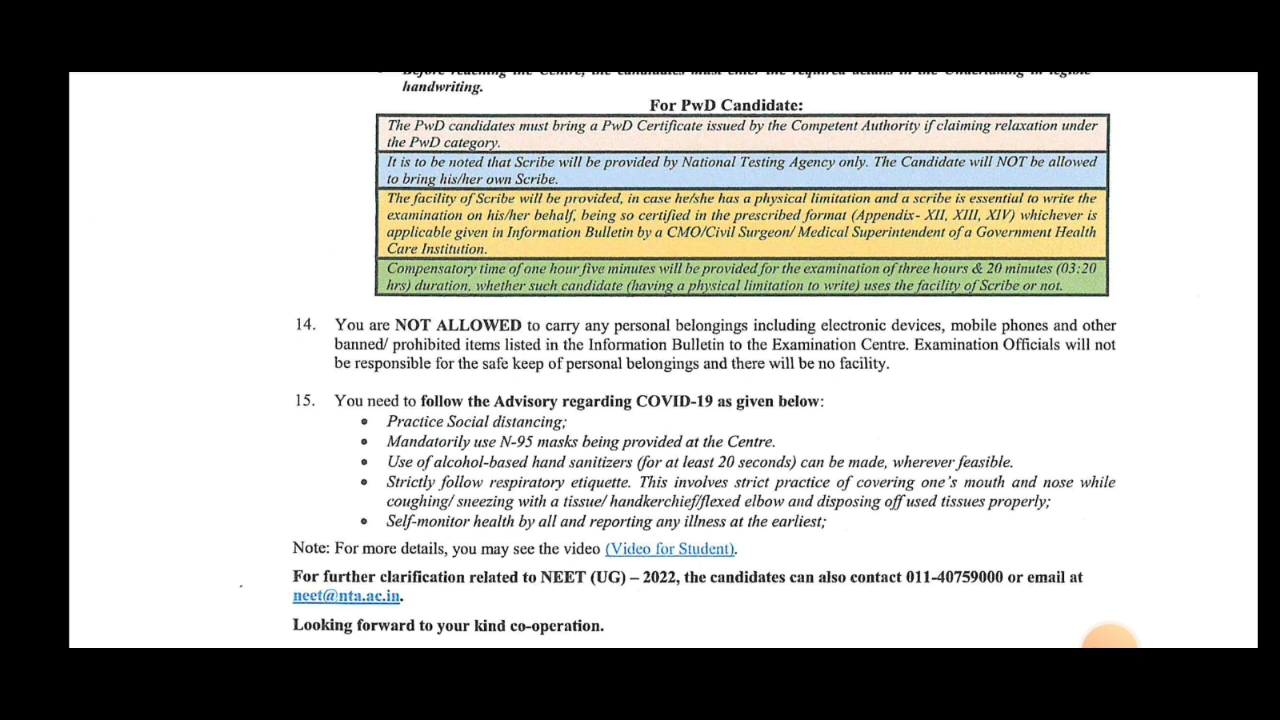 handwriting.
For PwD Candidate:
The PwD candidates must bring a PwD Certificate issued by the Competent Authority if claiming relaxation under
the PwD category.
It is to be noted that Scribe will be provided by National Testing Agency only. The Candidate will NOT be allowed
to bring his/her own Scribe.
The facility of Scribe will be provided, in case he/she has a physical limitation and a scribe is essential to write the
examination on his/her behalf, being so certified in the prescribed format (Appendix- XII, XIII, XIV) whichever is
applicable given in Information Bulletin by a CMO/Civil Surgeon/ Medical Superintendent of a Government Health
Care Institution.
Compensatory time of one hour five minutes will be provided for the examination of three hours & 20 minutes (03:20
hrs) duration, whether such candidate (having a physical limitation to write) uses the facility of Scribe or not.
14. You are NOT ALLOWED to carry any personal belongings including electronic devices, mobile phones and other
banned/ prohibited items listed in the Information Bulletin to the Examination Centre. Examination Officials will not
be responsible for the safe keep of personal belongings and there will be no facility.
15. You need to follow the Advisory regarding COVID-19 as given below:
• Practice Social distancing;
• Mandatorily use N-95 masks being provided at the Centre.
• Use of alcohol-based hand sanitizers (for at least 20 seconds) can be made, wherever feasible.
• Strictly follow respiratory etiquette. This involves strict practice of covering one's mouth and nose while
coughing/ sneezing with a tissue/ handkerchief/flexed elbow and disposing off used tissues properly;
• Self-monitor health by all and reporting any illness at the earliest;
Note: For more details, you may see the video (Video for Student).
For further clarification related to NEET (UG) – 2022, the candidates can also contact 011-40759000 or email at
neet@nta.ac.in.
Looking forward to your kind co-operation.